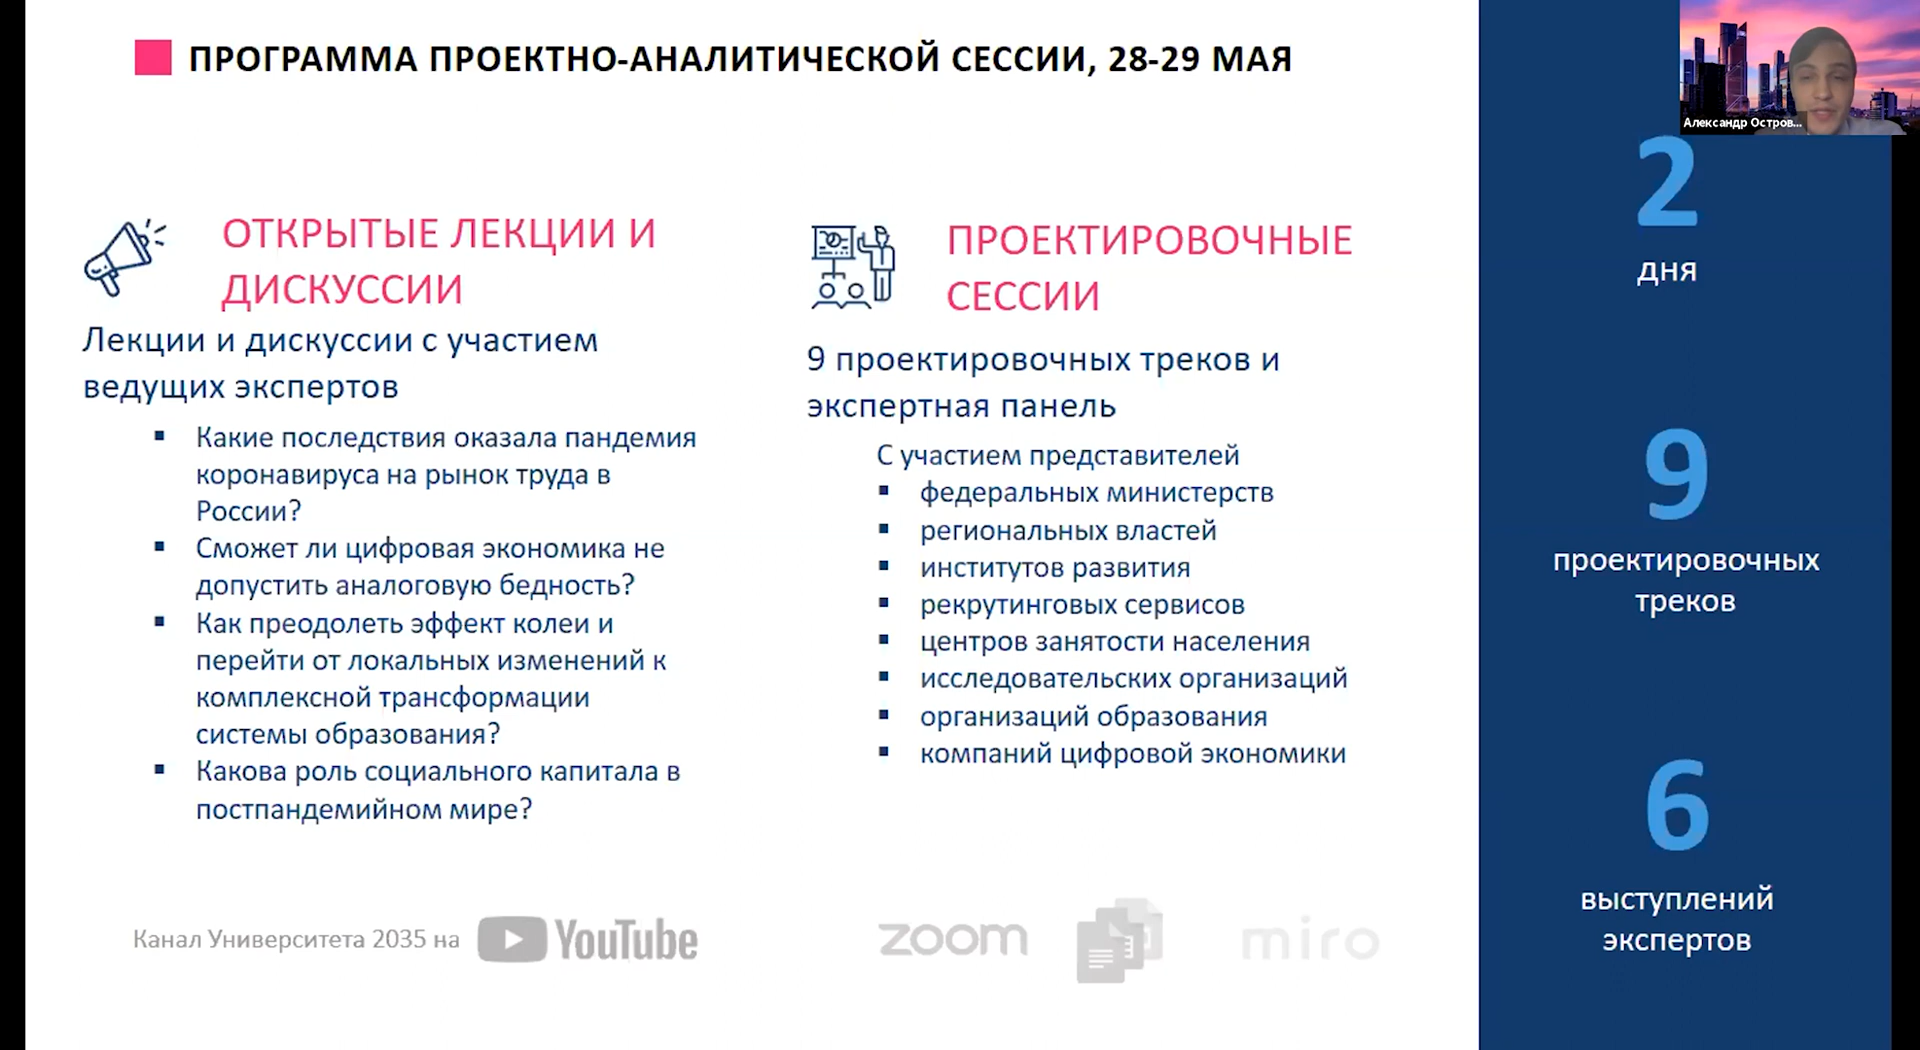 ПРОГРАММА ПРОЕКТНО-АНАЛИТИЧЕСКОЙ СЕССИИ, 28-29 МАЯ
Александр Остров...
ОТКРЫТЫЕ ЛЕКЦИИ И
ДИСКУССИИ
Лекции и дискуссии с участием
ведущих экспертов
Какие последствия оказала пандемия
коронавируса на рынок труда в
России?
Сможет ли цифровая экономика не
допустить аналоговую бедность?
Как преодолеть эффект колеи и
перейти от локальных изменений к
комплексной трансформации
системы образования?
Какова роль социального капитала в
постпандемийном мире?
Канал Университета 2035 на
YouTube
ПРОЕКТИРОВОЧНЫЕ
СЕССИИ
9 проектировочных треков и
экспертная панель
С участием представителей
федеральных министерств
региональных властей
институтов развития
рекрутинговых сервисов
центров занятости населения
исследовательских организаций
организаций образования
компаний цифровой экономики
zoom
miro
2
дня
9
проектировочных
треков
6
выступлений
экспертов